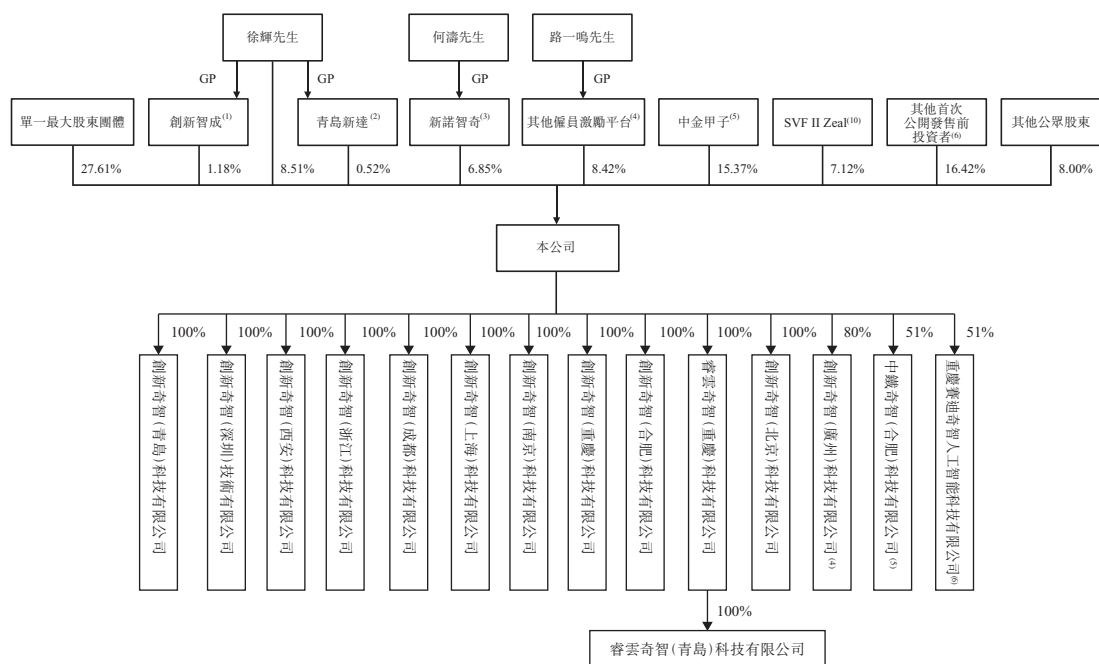 徐輝先生
何濤先生
路一鳴先生
GP
GP
GP
GP
單一最大股東團體
創新智成(1)
青島新達(2)
新諾智奇(3)
其他僱員激勵平台(4)
中金甲子(5)
SVF II Zeal(10)
其他首次
公開發售前
投資者(6)
其他公眾股東
27.61%
1.18%
8.51%
0.52%
6.85%
8.42%
15.37%
7.12%
16.42%
8.00%
本公司
100%
100%
100%
100%
100%
100%
100%
100%
100%
100%
100%
80%
51%
51%
創新奇智(青島)科技有限公司
創新奇智(深圳)技術有限公司
創新奇智(西安)科技有限公司
創新奇智(浙江)科技有限公司
創新奇智(成都)科技有限公司
創新奇智(上海)科技有限公司
創新奇智(南京)科技有限公司
創新奇智(重慶)科技有限公司
創新奇智(合肥)科技有限公司
睿雲奇智(重慶)科技有限公司
創新奇智(北京)科技有限公司
創新奇智(廣州)科技有限公司(4)
中鐵奇智(合肥)科技有限公司(5)
重慶賽迪奇智人工智能科技有限公司(6)
100%
睿雲奇智(青島)科技有限公司